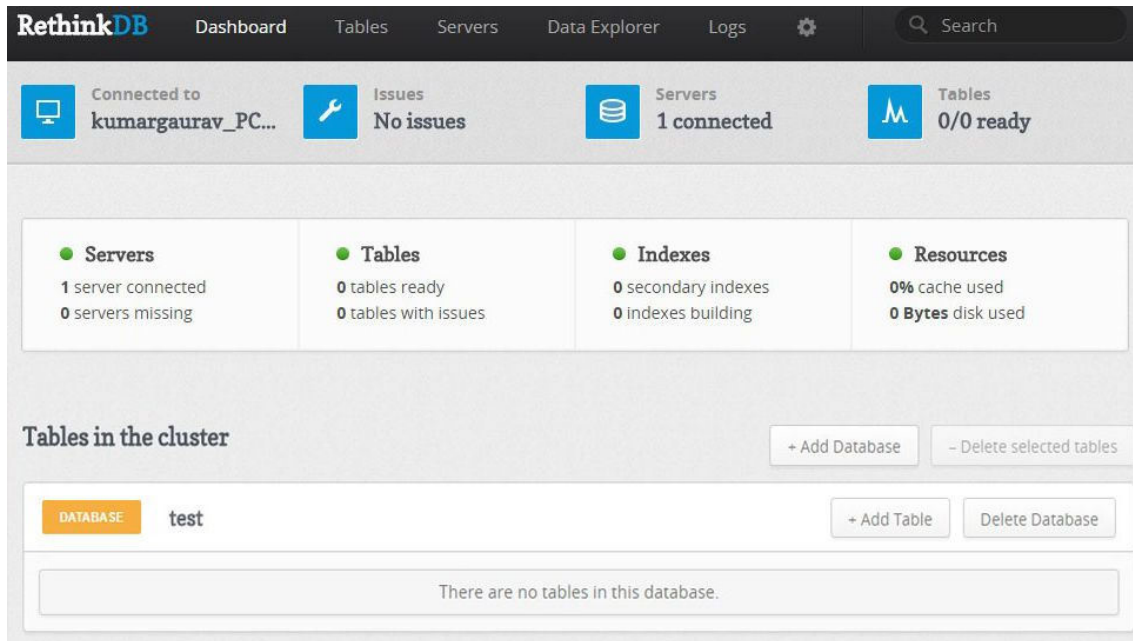 RethinkDB Dashboard Tables Servers Data Explorer Logs Search
Connected to Issues Servers Tables
kumargaurav_PC... No issues 1 connected 0/0 ready
Servers Tables Indexes Resources
1 server connected 0 tables ready 0 secondary indexes 0% cache used
0 servers missing 0 tables with issues 0 indexes building 0 Bytes disk used
Tables in the cluster + Add Database – Delete selected tables
DATABASE test + Add Table Delete Database
There are no tables in this database.